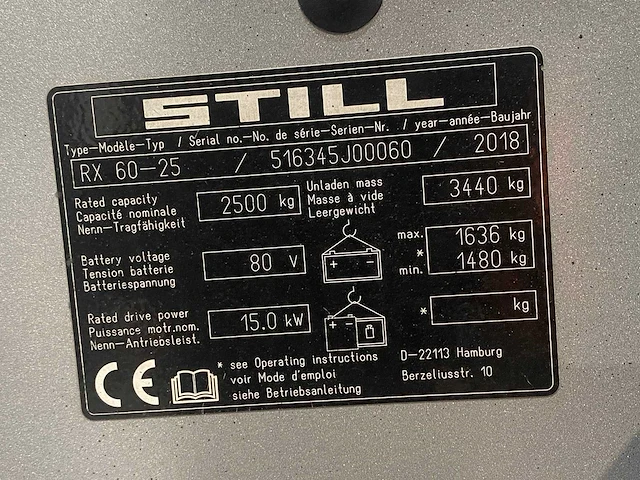 STILL
Type-Modèle-Typ / Serial no.-No. de série-Serien-Nr. / year-année-Baujahr
RX 60-25 / 516345J00060 / 2018
Rated capacity
Capacité nominale
Nenn-Tragfähigkeit
2500 kg
Unladen mass
Masse à vide
Leergewicht
3440 kg
Battery voltage
Tension batterie
Batteriespannung
80 V
+ -
max. 1636 kg
*
min. 1480 kg
Rated drive power
Puissance motr.nom.
Nenn-Antriebsleist.
15.0 kW
+
* kg
CE
* see Operating instructions
voir Mode d'emploi
siehe Betriebsanleitung
D-22113 Hamburg
Berzeliusstr. 10